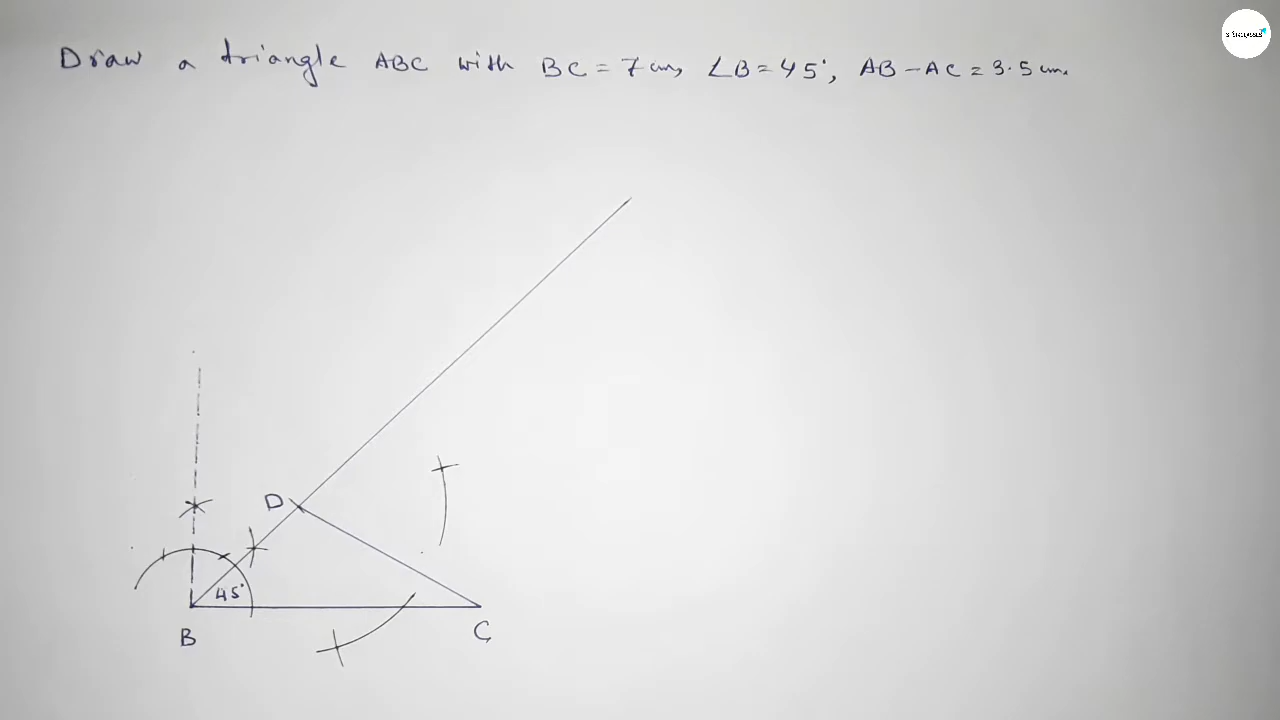 Draw a triangle ABC with BC = 7 cm, ∠B = 45°, AB - AC = 3.5 cm.
D
45°
B C